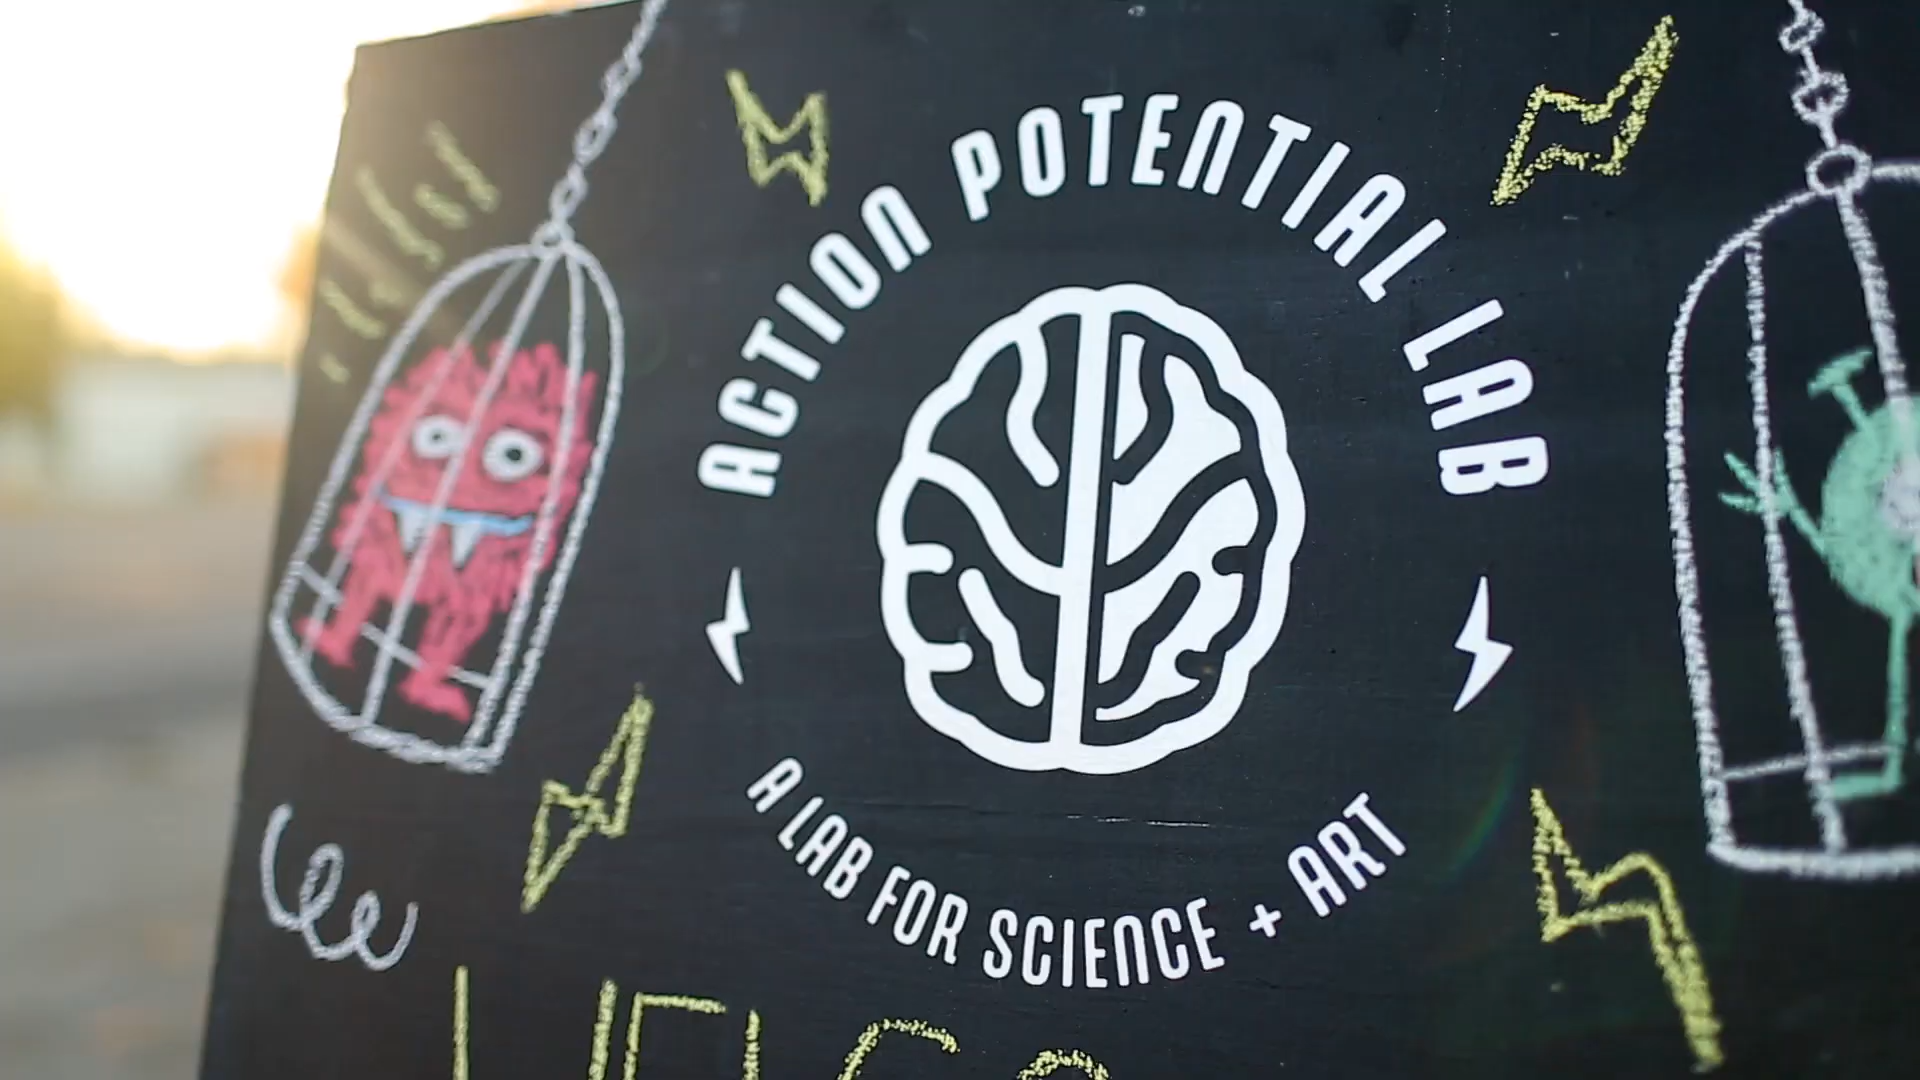 ACTION POTENTIAL LAB
A LAB FOR SCIENCE + ART